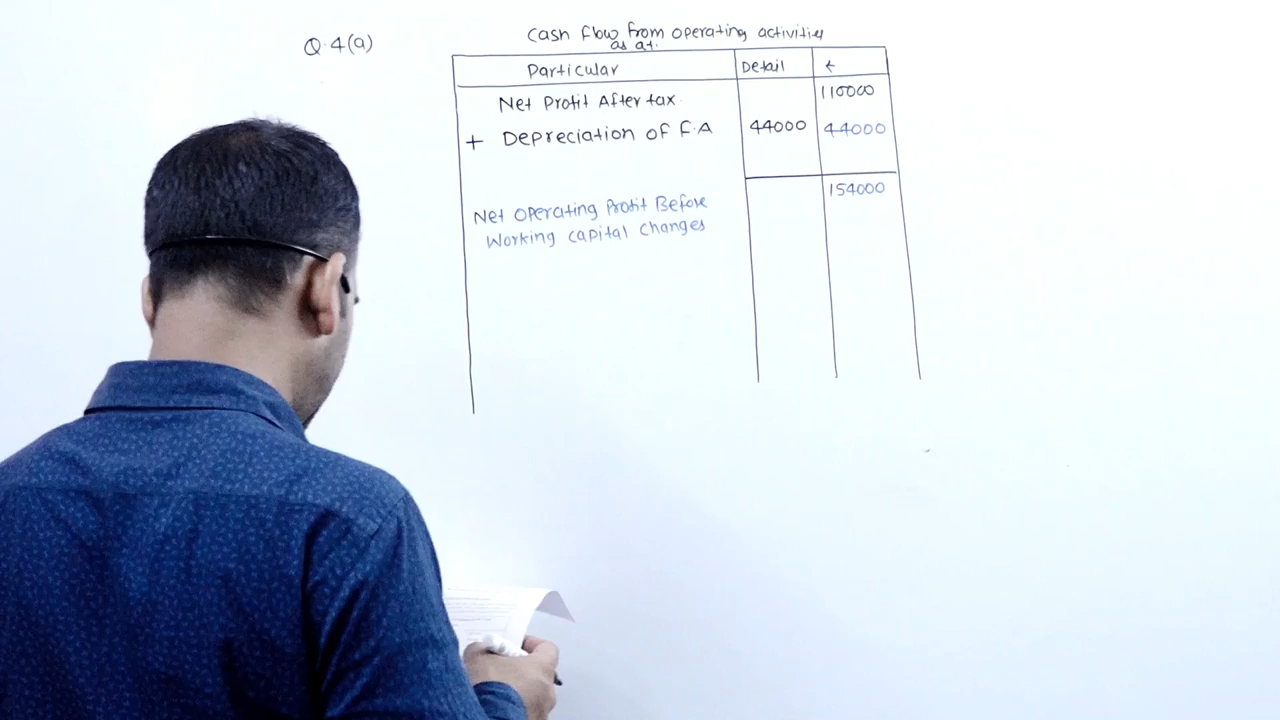 Q.4(a)
Cash flow from operating activities
as at.
Particular Detail ₹
Net Profit After tax. 110000
+ Depreciation of F.A 44000 44000
154000
Net Operating Profit Before
Working Capital Changes